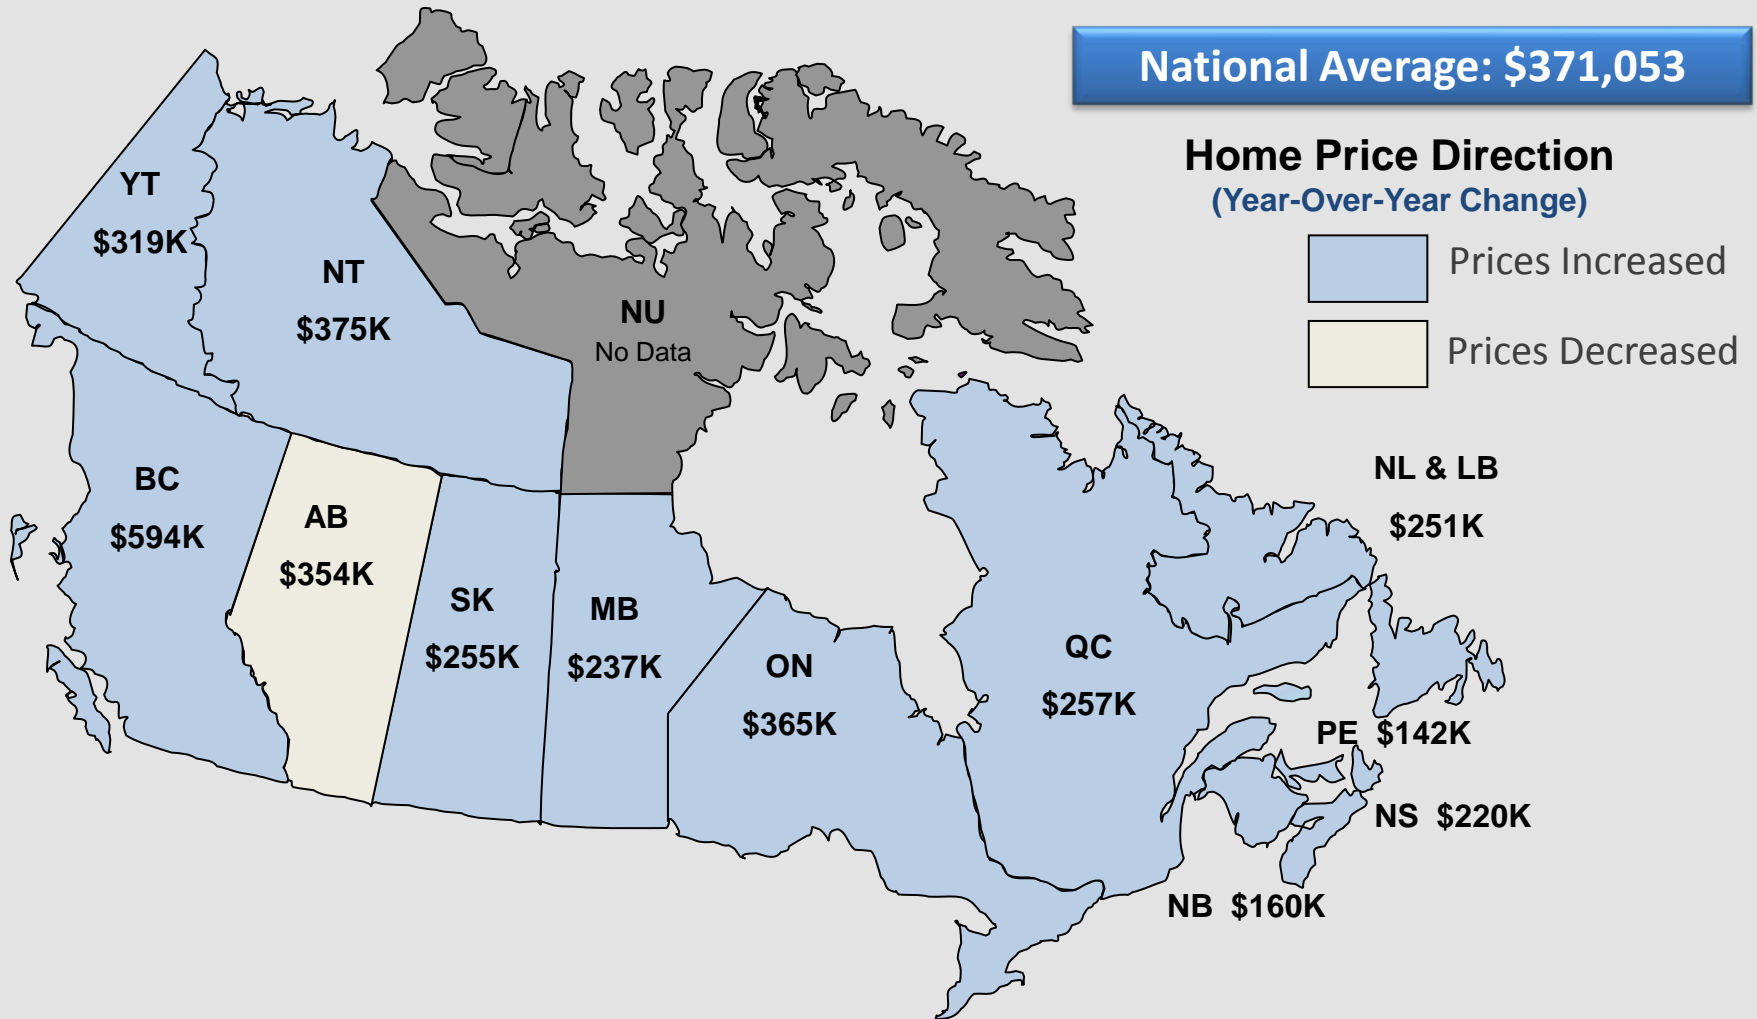 National Average: $371,053
Home Price Direction
(Year-Over-Year Change)
Prices Increased
Prices Decreased
YT
$319K
NT
$375K
NU
No Data
BC
$594K
AB
$354K
SK
$255K
MB
$237K
ON
$365K
QC
$257K
NL & LB
$251K
PE $142K
NS $220K
NB $160K